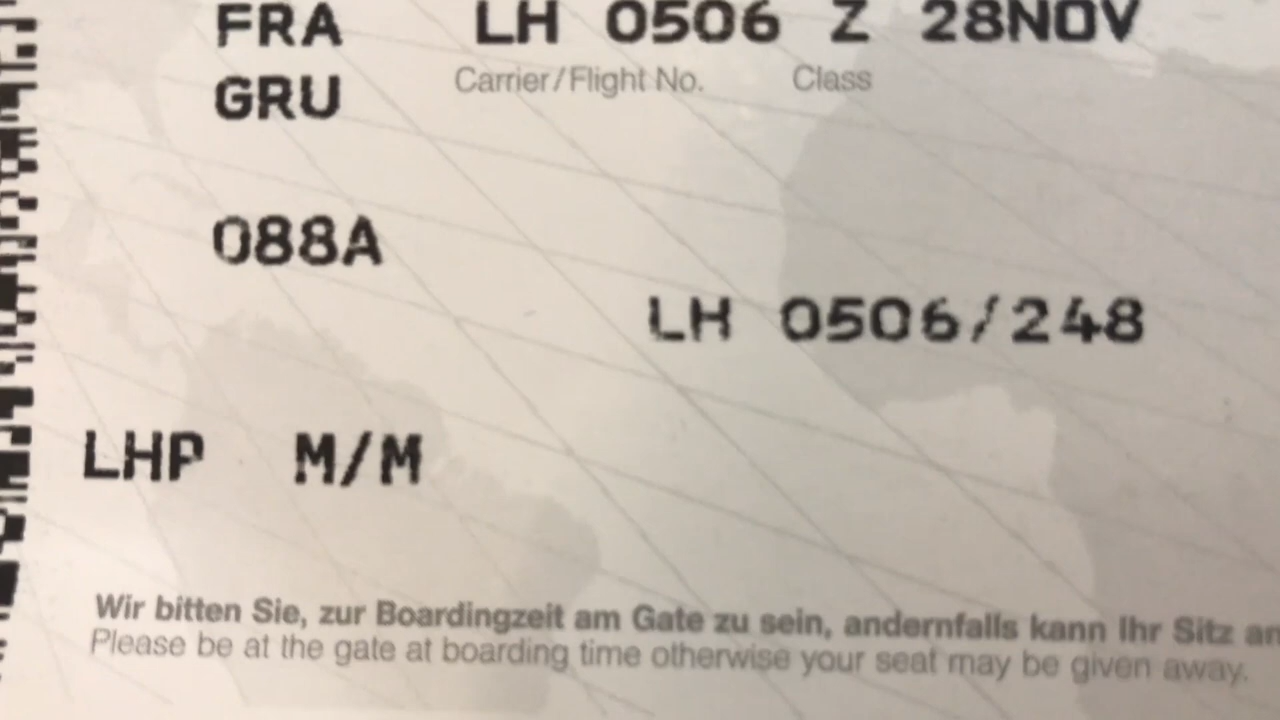 FRA LH 0506 Z 28NOV
Carrier/Flight No. Class
GRU
088A
LH 0506/248
LHP M/M
Wir bitten Sie, zur Boardingzeit am Gate zu sein, andernfalls kann Ihr Sitz an
Please be at the gate at boarding time otherwise your seat may be given away.